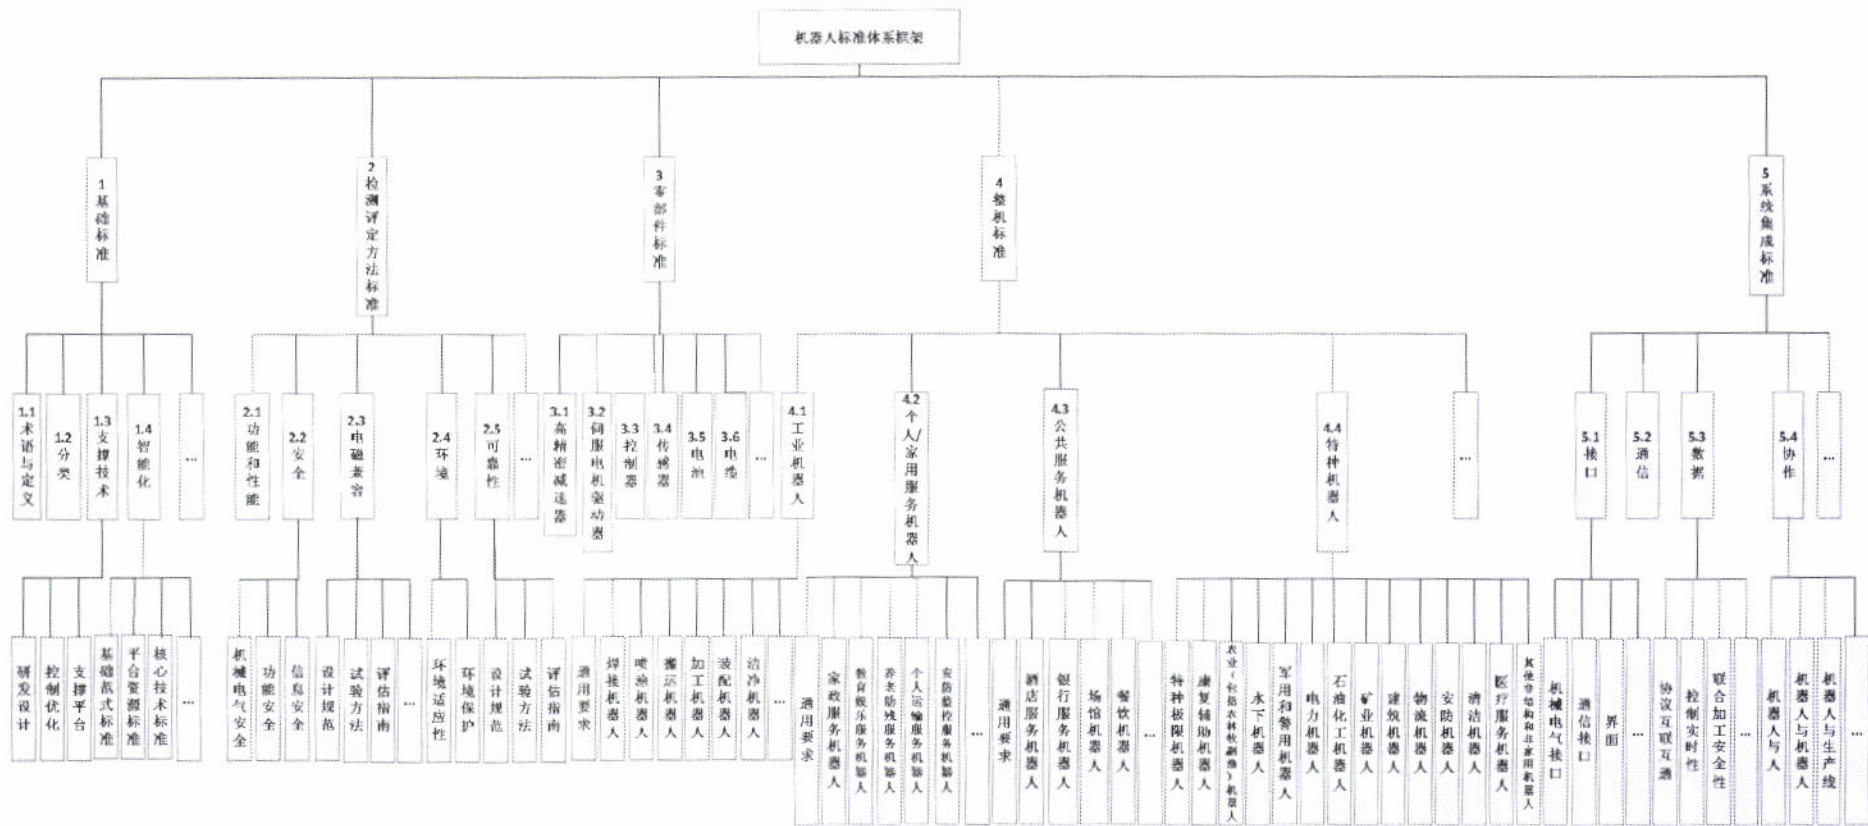 机器人标准体系框架
1 基础标准
2 检测评定方法标准
3 零部件标准
4 整机标准
5 系统集成标准
1.1 术语与定义
1.2 分类
1.3 支撑技术
1.4 智能化
...
2.1 功能和性能
2.2 安全
2.3 电磁兼容
2.4 环境
2.5 可靠性
...
3.1 高精密减速器
3.2 伺服电机驱动器
3.3 控制器
3.4 传感器
3.5 电池
3.6 电缆
...
4.1 工业机器人
4.2 个人/家用服务机器人
4.3 公共服务机器人
4.4 特种机器人
...
5.1 接口
5.2 通信
5.3 数据
5.4 协作
...
研发设计
控制优化
支撑平台
基础范式标准
平台资源标准
核心技术标准
...
机械电气安全
功能安全
信息安全
设计规范
试验方法
评估指南
...
环境适应性
环境保护
设计规范
试验方法
评估指南
通用要求
焊接机器人
喷涂机器人
搬运机器人
加工机器人
装配机器人
洁净机器人
...
通用要求
家政服务机器人
教育娱乐服务机器人
养老助残服务机器人
个人运输服务机器人
安防监控服务机器人
...
通用要求
酒店服务机器人
银行服务机器人
场馆机器人
餐饮机器人
...
特种极限机器人
康复辅助机器人
农业（包括农林牧副渔）机器人
水下机器人
军用和警用机器人
电力机器人
石油化工机器人
矿业机器人
建筑机器人
物流机器人
安防机器人
清洁机器人
医疗服务机器人
其他非结构和非家用机器人
机械电气接口
通信接口
界面
...
协议互联互通
控制实时性
联合加工安全性
...
机器人与人
机器人与机器人
机器人与生产线
...